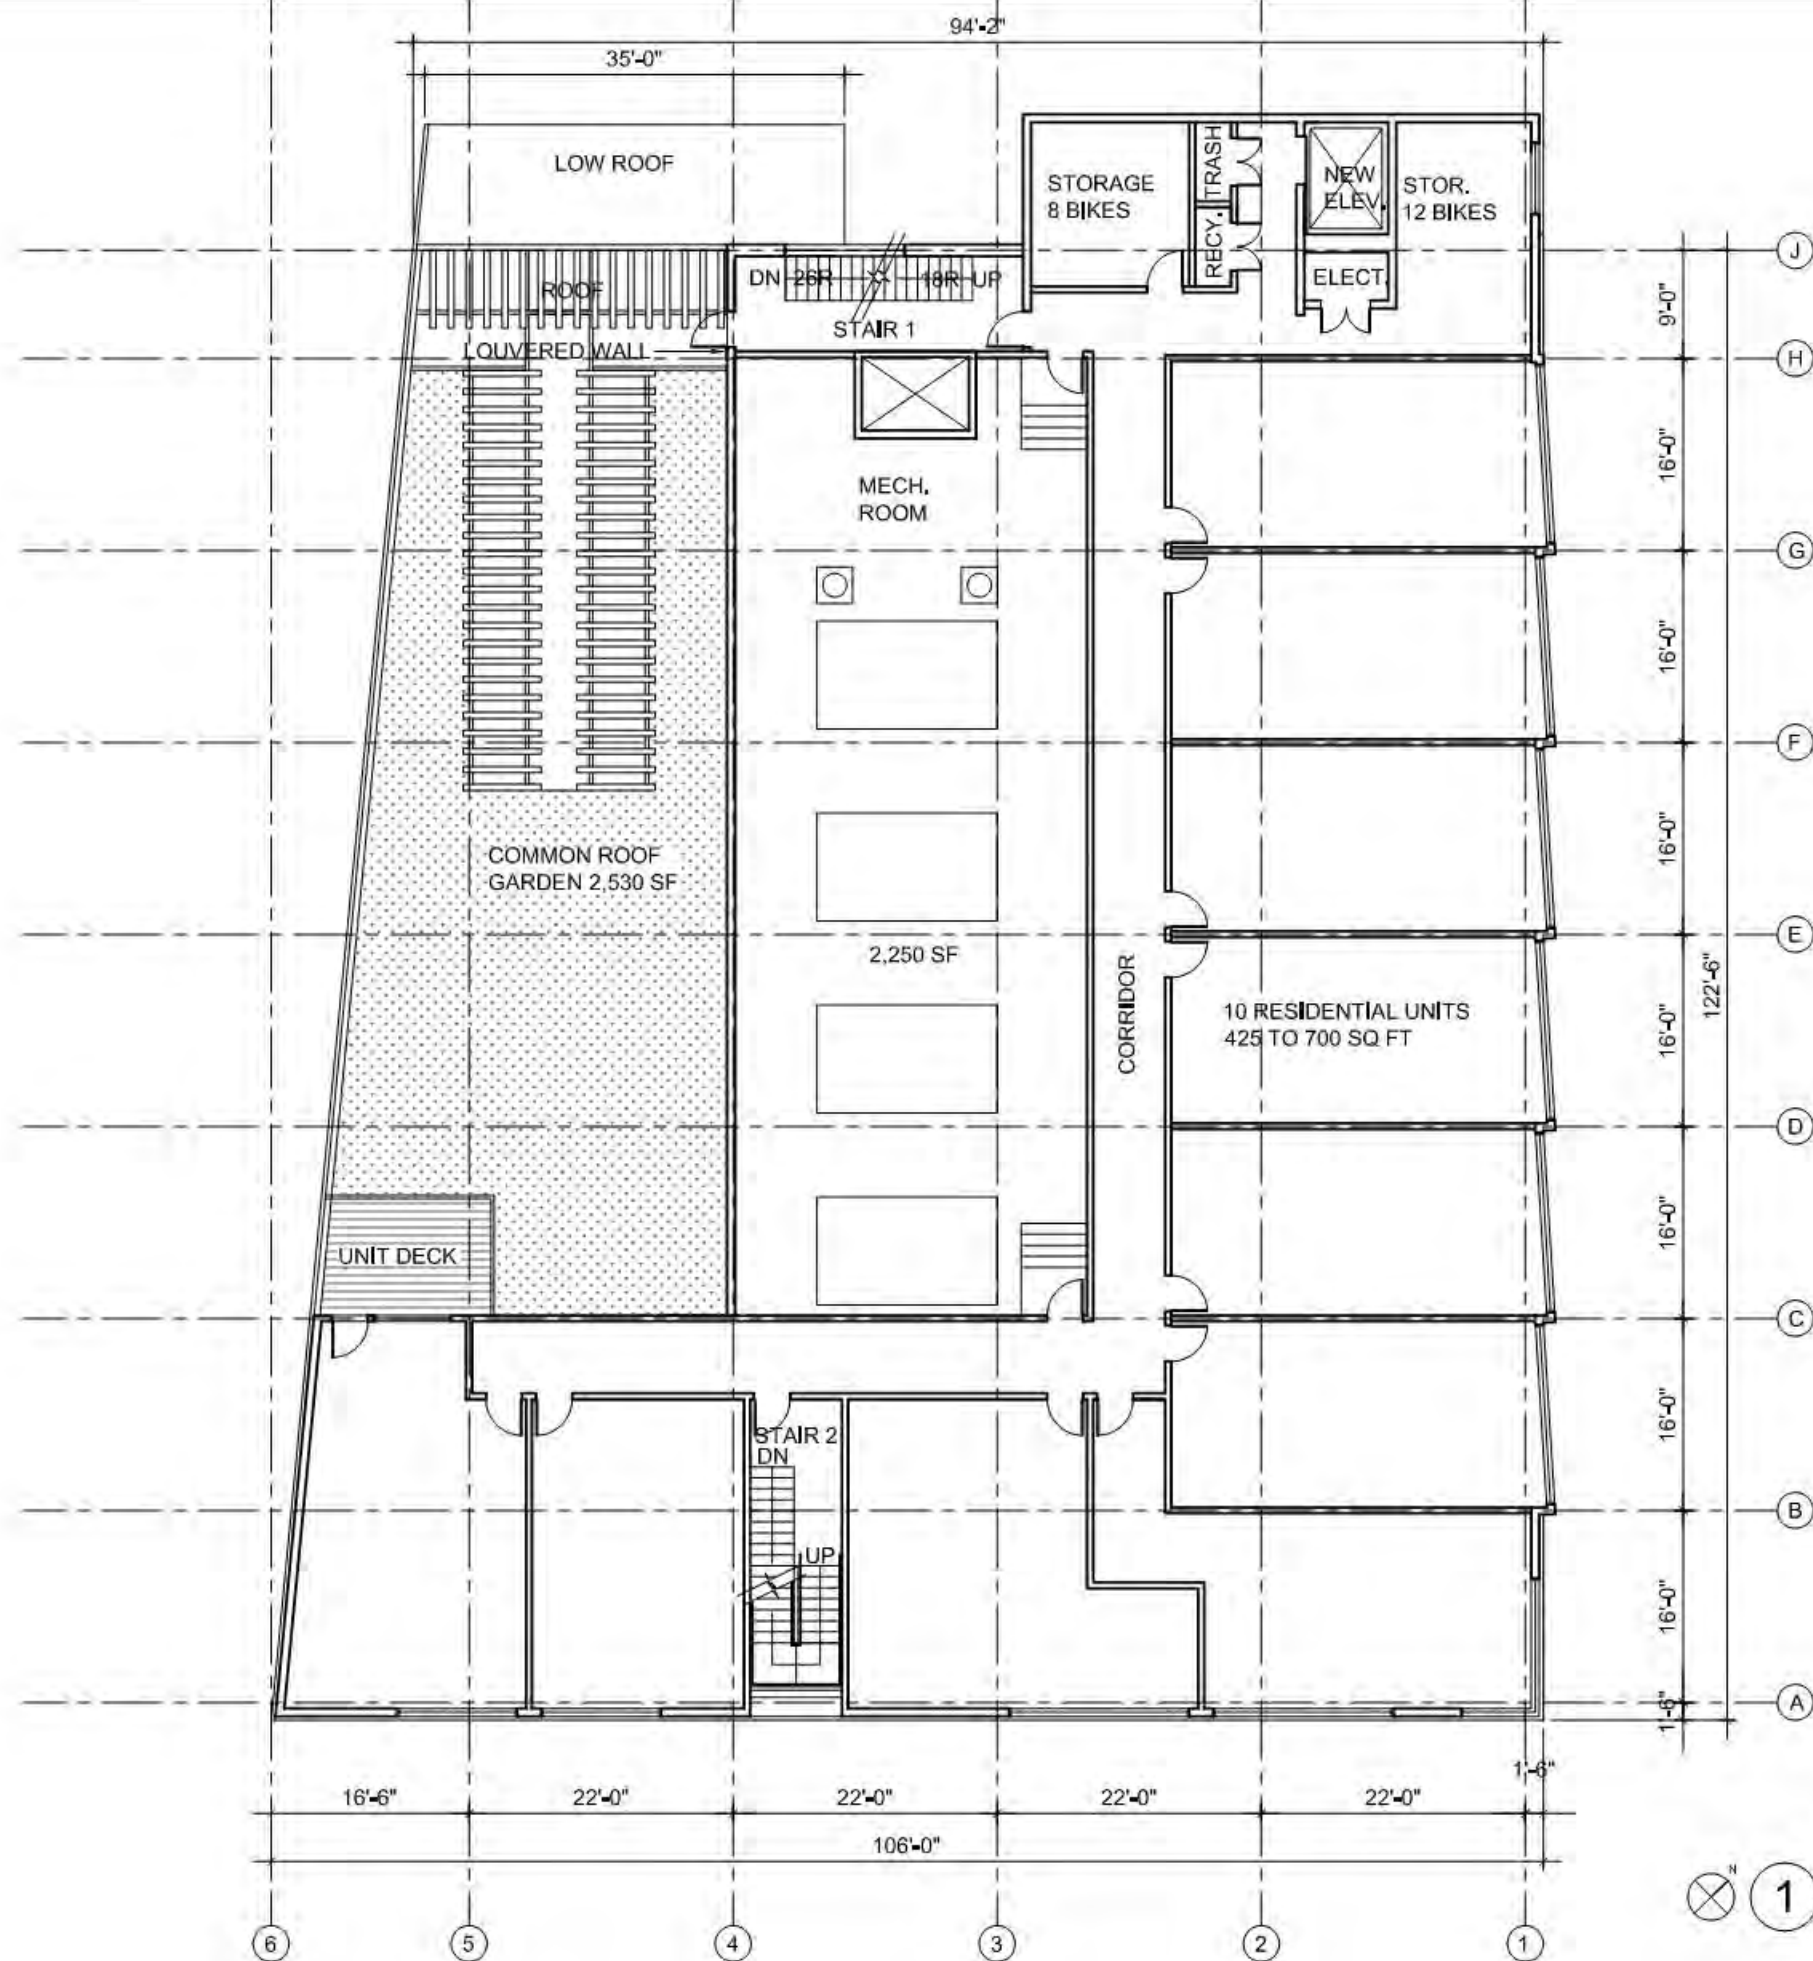 94'-2"
35'-0"
LOW ROOF
STORAGE
8 BIKES
TRASH
RECY.
NEW
ELEV.
STOR.
12 BIKES
ELECT.
J
ROOF
DN 26R
18R UP
STAIR 1
LOUVERED WALL
9'-0"
H
16'-0"
MECH.
ROOM
G
16'-0"
F
16'-0"
COMMON ROOF
GARDEN 2,530 SF
2,250 SF
E
CORRIDOR
122'-6"
10 RESIDENTIAL UNITS
425 TO 700 SQ FT
16'-0"
D
16'-0"
UNIT DECK
C
16'-0"
STAIR 2
DN
B
UP
16'-0"
A
1'-6"
1'-6"
16'-6"
22'-0"
22'-0"
22'-0"
22'-0"
106'-0"
N
1
6
5
4
3
2
1